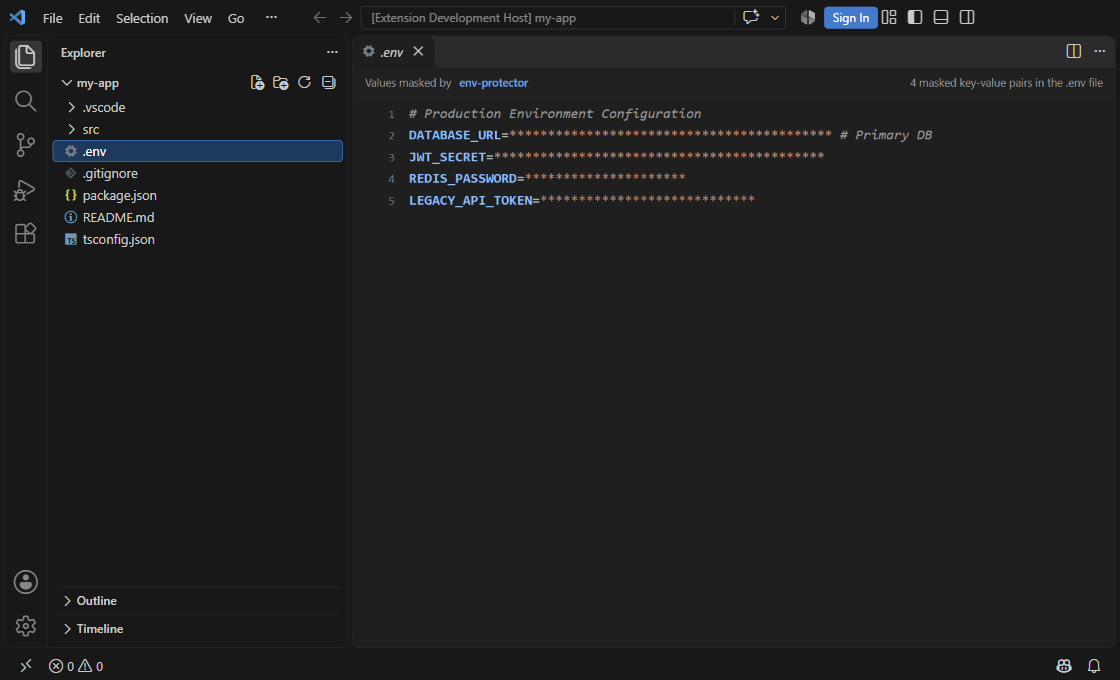 File Edit Selection View Go ··· [Extension Development Host] my-app Sign In
Explorer ···
my-app
.vscode
src
.env
.gitignore
package.json
README.md
tsconfig.json
Outline
Timeline
.env
Values masked by env-protector 4 masked key-value pairs in the .env file
1 # Production Environment Configuration
2 DATABASE_URL=****************************************** # Primary DB
3 JWT_SECRET=*******************************************
4 REDIS_PASSWORD=*********************
5 LEGACY_API_TOKEN=****************************
0 0